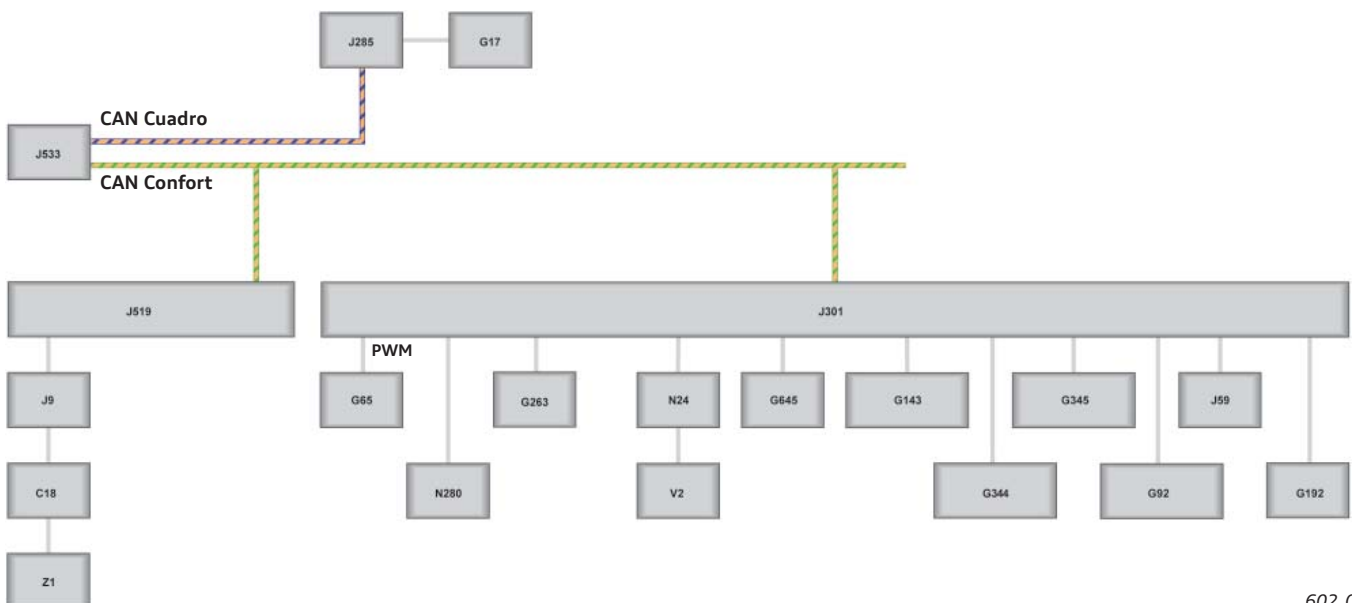 J285
G17
CAN Cuadro
J533
CAN Confort
J519
J301
PWM
J9
G65
G263
N24
G645
G143
G345
J59
C18
N280
V2
G344
G92
G192
Z1